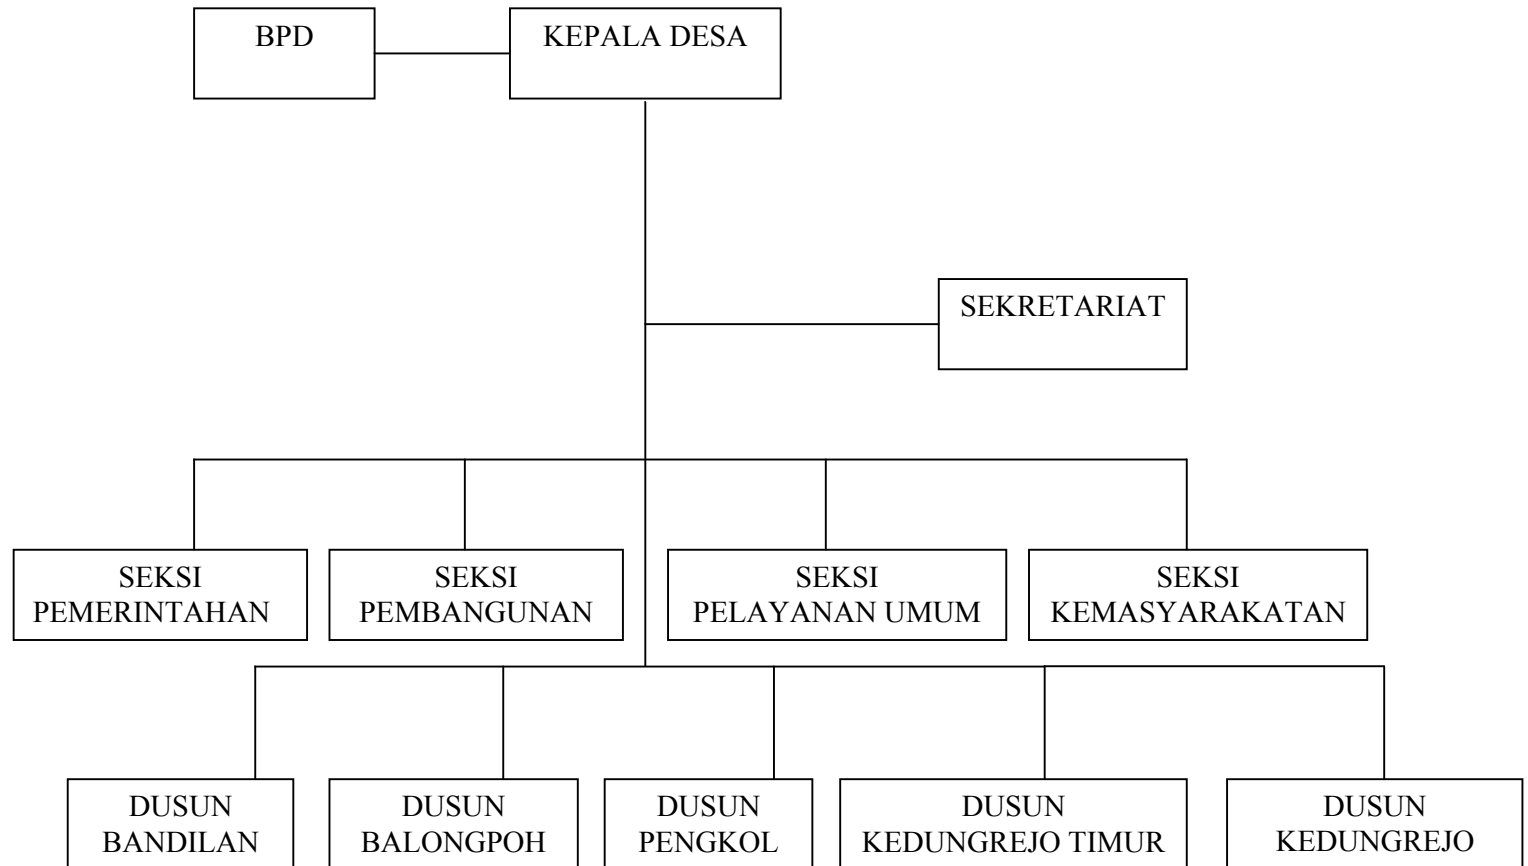 BPD
KEPALA DESA
SEKRETARIAT
SEKSI
PEMERINTAHAN
SEKSI
PEMBANGUNAN
SEKSI
PELAYANAN UMUM
SEKSI
KEMASYARAKATAN
DUSUN
BANDILAN
DUSUN
BALONGPOH
DUSUN
PENGKOL
DUSUN
KEDUNGREJO TIMUR
DUSUN
KEDUNGREJO